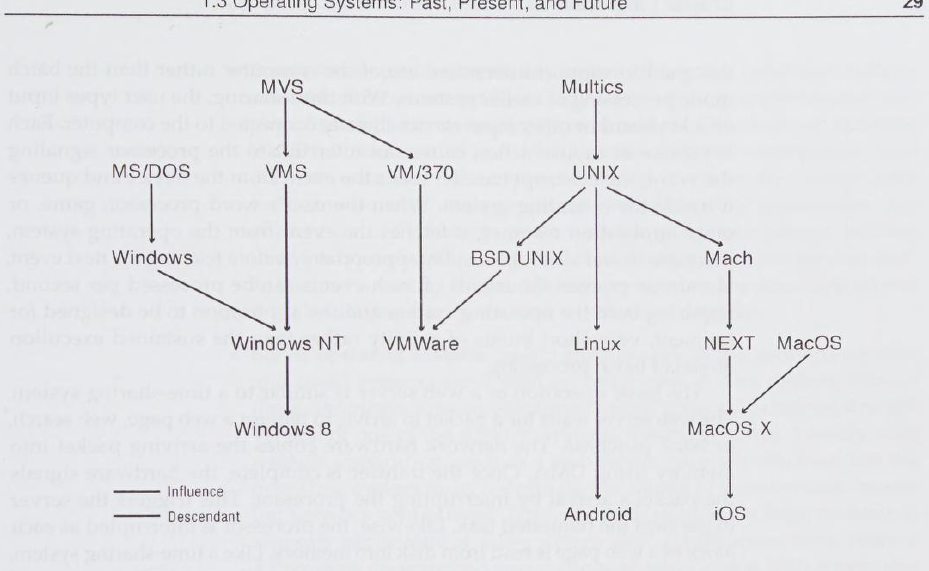 1.3 Operating Systems: Past, Present, and Future 29
MVS Multics
MS/DOS VMS VM/370 UNIX
Windows BSD UNIX Mach
Windows NT VMWare Linux NEXT MacOS
Windows 8 MacOS X
Influence
Descendant
Android iOS